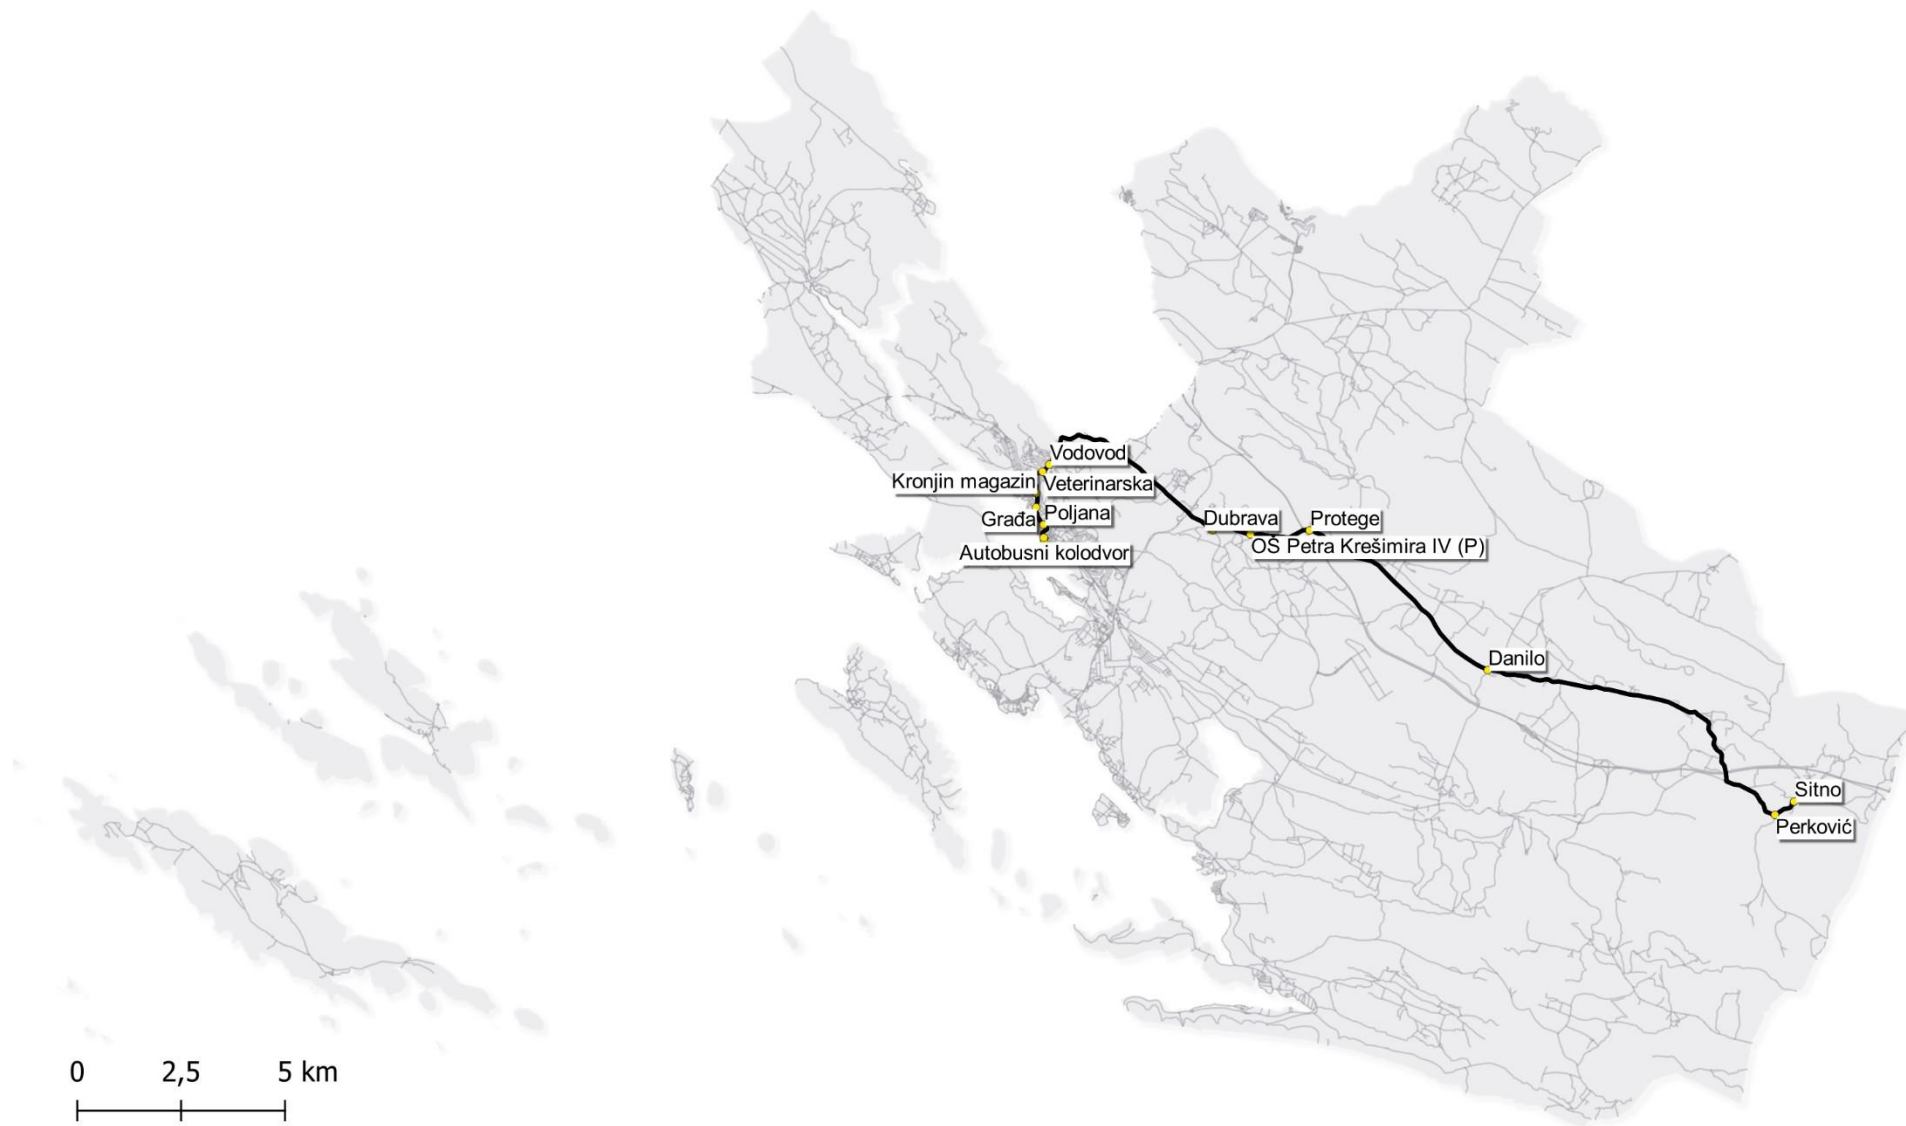 Vodovod
Kronjin magazin
Veterinarska
Građa
Poljana
Autobusni kolodvor
Dubrava
Protege
OŠ Petra Krešimira IV (P)
Danilo
Sitno
Perković
0 2,5 5 km